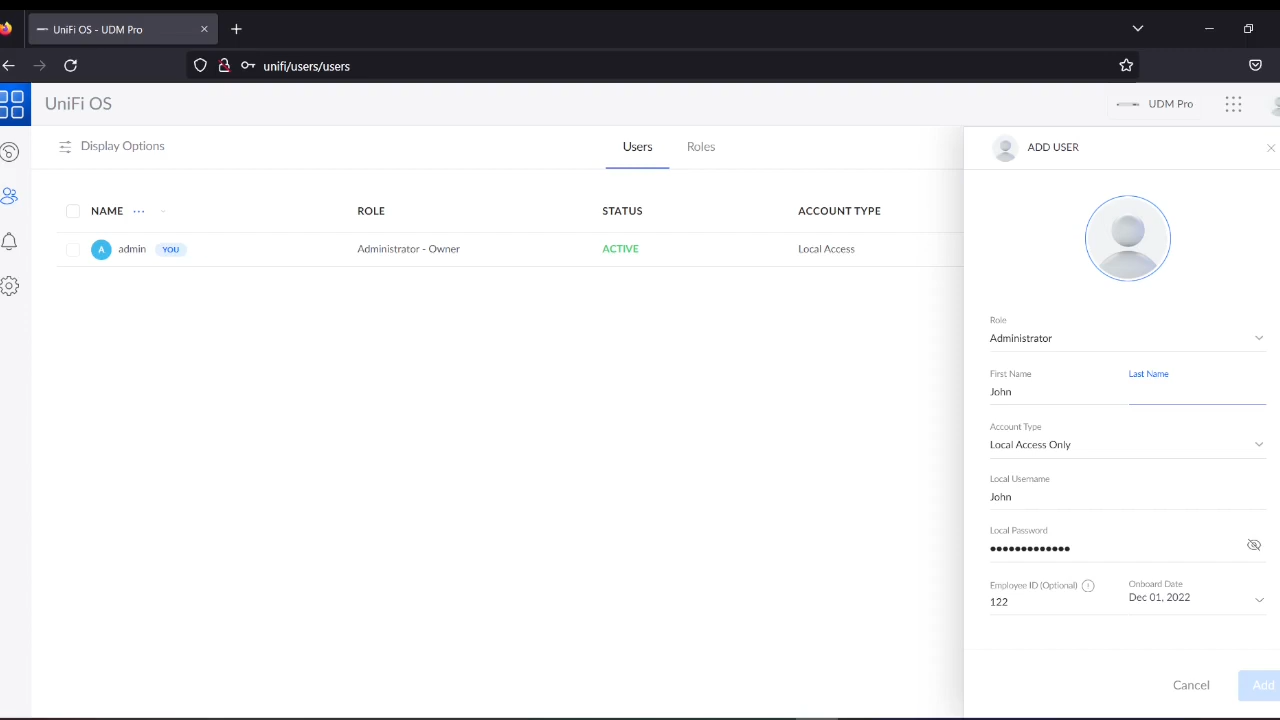 UniFi OS - UDM Pro
unifi/users/users
UniFi OS
UDM Pro
Display Options
Users
Roles
ADD USER
NAME
ROLE
STATUS
ACCOUNT TYPE
A
admin
YOU
Administrator - Owner
ACTIVE
Local Access
Role
Administrator
First Name
Last Name
John
Account Type
Local Access Only
Local Username
John
Local Password
•••••••••••••
Employee ID (Optional)
Onboard Date
122
Dec 01, 2022
Cancel
Add